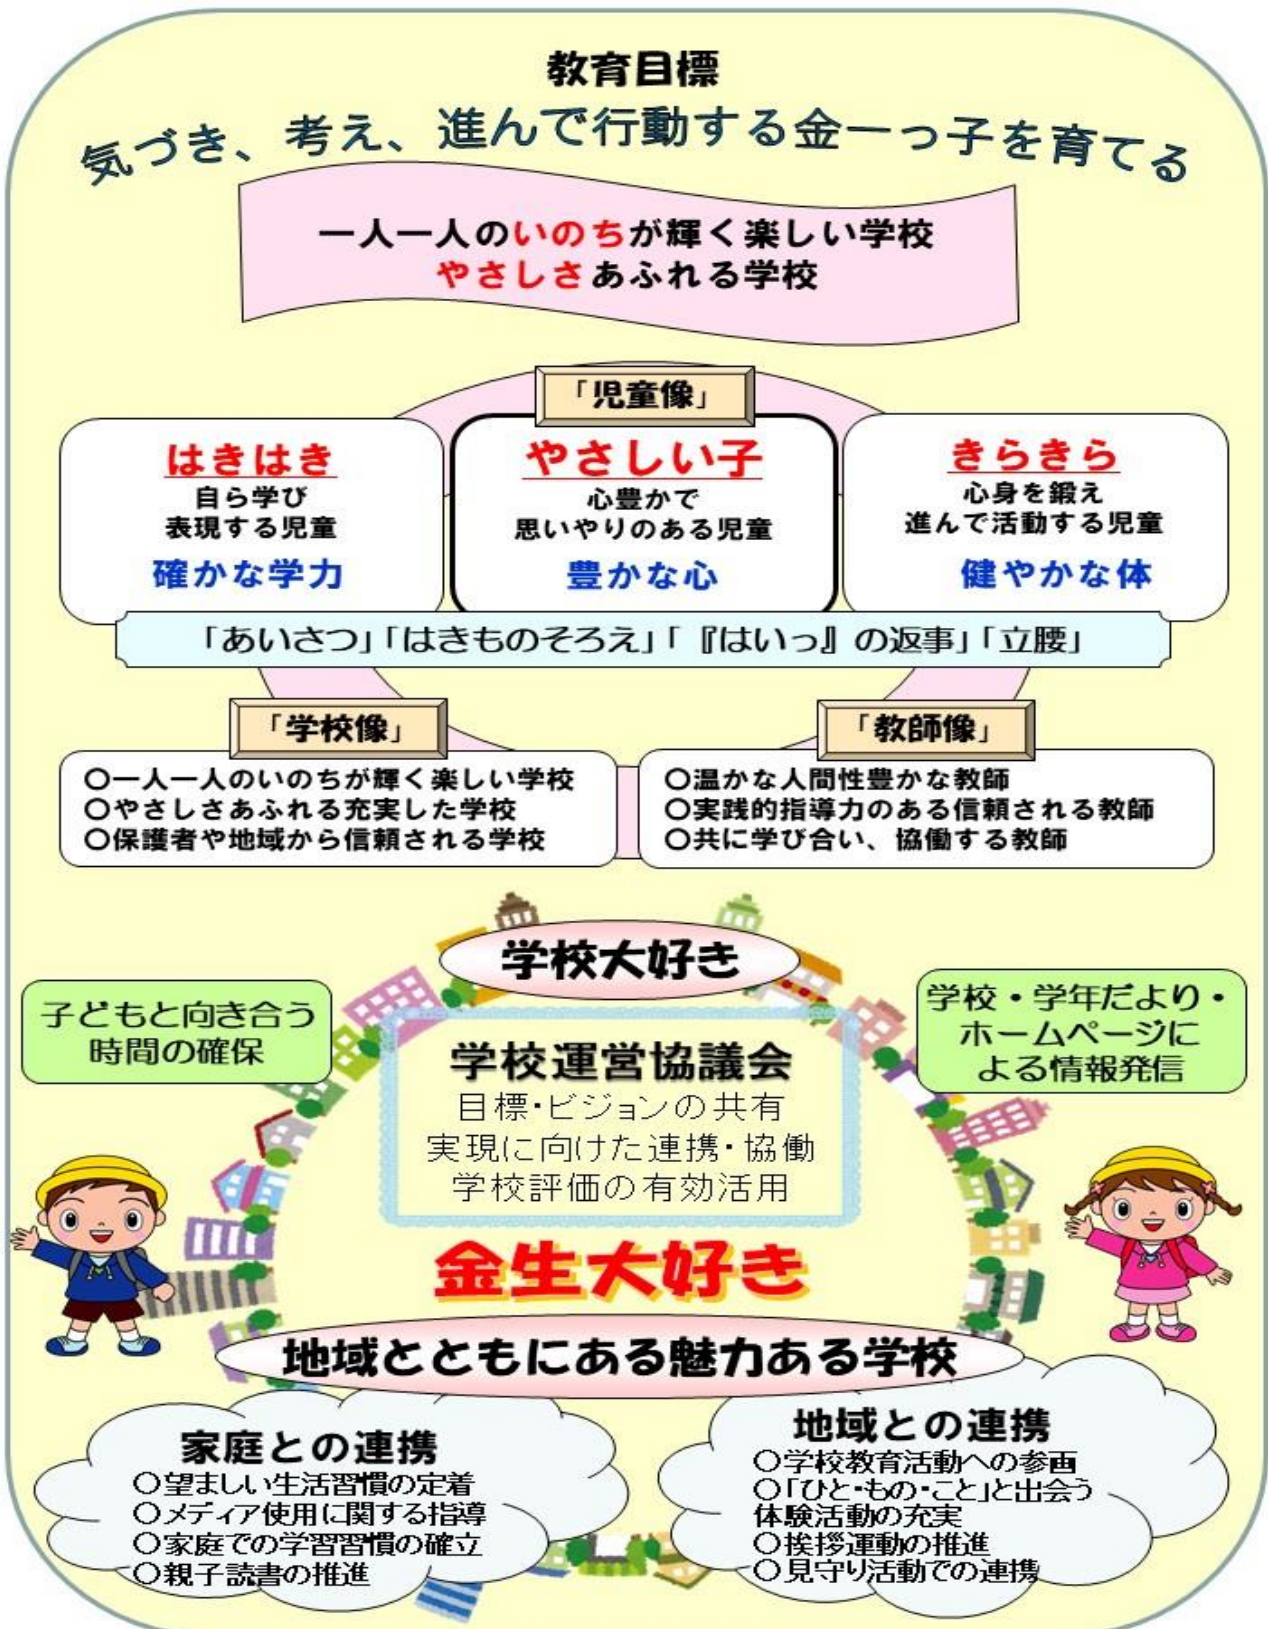 教育目標
気づき、考え、進んで行動する金一っ子を育てる
一人一人のいのちが輝く楽しい学校
やさしさあふれる学校
「児童像」
はきはき
自ら学び
表現する児童
確かな学力
やさしい子
心豊かで
思いやりのある児童
豊かな心
きらきら
心身を鍛え
進んで活動する児童
健やかな体
「あいさつ」「はきものそろえ」「『はいっ』の返事」「立腰」
「学校像」
〇一人一人のいのちが輝く楽しい学校
〇やさしさあふれる充実した学校
〇保護者や地域から信頼される学校
「教師像」
〇温かな人間性豊かな教師
〇実践的指導力のある信頼される教師
〇共に学び合い、協働する教師
学校大好き
子どもと向き合う
時間の確保
学校・学年だより・
ホームページに
よる情報発信
学校運営協議会
目標・ビジョンの共有
実現に向けた連携・協働
学校評価の有効活用
金生大好き
地域とともにある魅力ある学校
家庭との連携
〇望ましい生活習慣の定着
〇メディア使用に関する指導
〇家庭での学習習慣の確立
〇親子読書の推進
地域との連携
〇学校教育活動への参画
〇「ひと・もの・こと」と出会う
体験活動の充実
〇挨拶運動の推進
〇見守り活動での連携